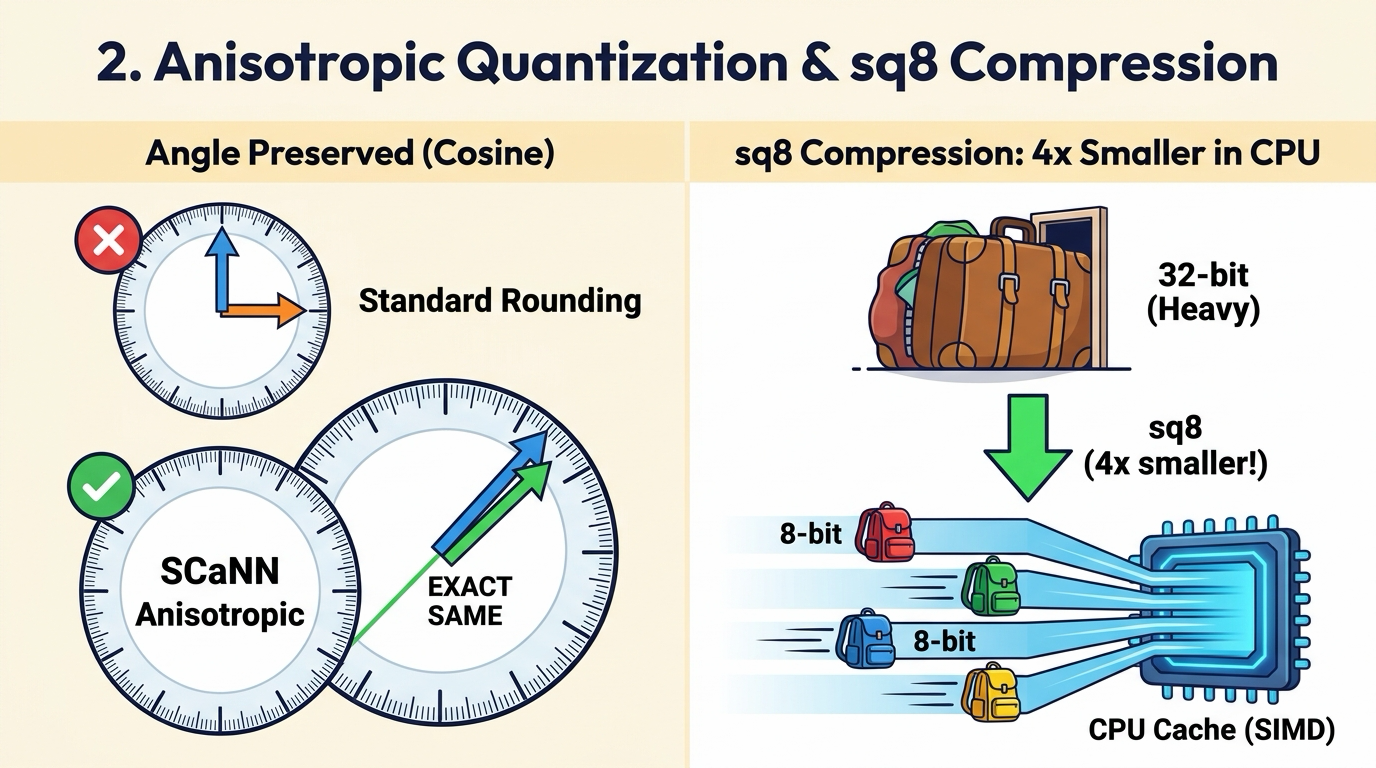 2. Anisotropic Quantization & sq8 Compression
Angle Preserved (Cosine)
Standard Rounding
SCaNN
Anisotropic
EXACT
SAME
sq8 Compression: 4x Smaller in CPU
32-bit
(Heavy)
sq8
(4x smaller!)
8-bit
8-bit
CPU Cache (SIMD)